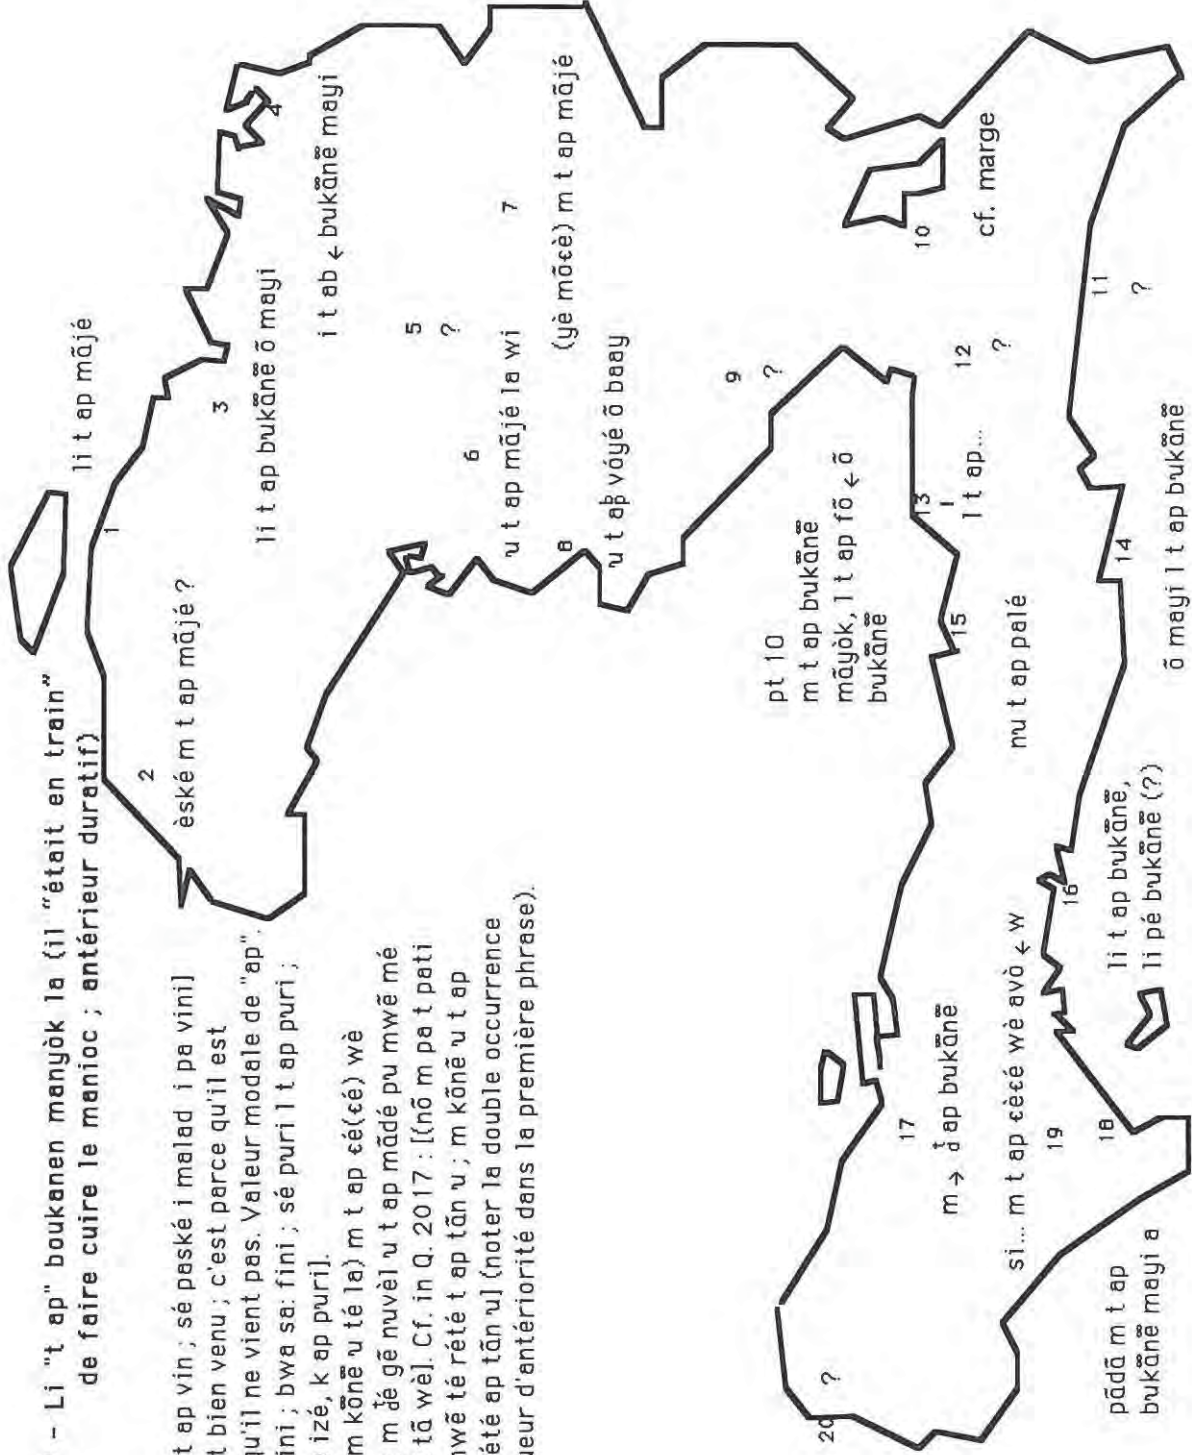 – Li "t ap" boukanen manyòk la (il "était en train"
de faire cuire le manioc ; antérieur duratif)
t ap vin ; sé paské i malad i pa vini]
t bien venu ; c'est parce qu'il est
qu'il ne vient pas. Valeur modale de "ap".
ini ; bwa sa: fini ; sé puri l t ap puri ;
izé, k ap puri].
m kõnẽ u té la) m t ap ɛé(ɛé) wè
m dé gẽ nuvèl u t ap mãdé pu mwẽ mé
tã wè]. Cf. in Q. 2017 : [(nõ m pa t pati
nwẽ té rété t ap tãn u ; m kõnẽ u t ap
été ap tãn u] (noter la double occurrence
leur d'antériorité dans la première phrase).
1
li t ap mãjé
2
èské m t ap mãjé ?
3
li t ap bukãnẽ õ mayi
4
i t ab ← bukãnẽ mayi
5
?
6
u t ap mãjé la wi
7
(yè mõɛè) m t ap mãjé
8
u t ap vóyé õ baay
9
?
10
cf. marge
pt 10
m t ap bukãnẽ
mãyòk, l t ap fõ ← õ
bukãnẽ
11
?
12
?
13
l t ap...
14
õ mayi l t ap bukãnẽ
15
nu t ap palé
16
li t ap bukãnẽ,
li pé bukãnẽ (?)
17
m → ap bukãnẽ
18
19
si... m t ap ɛèɛé wè avò ← w
pãdã m t ap
bukãnẽ mayi a
20
?